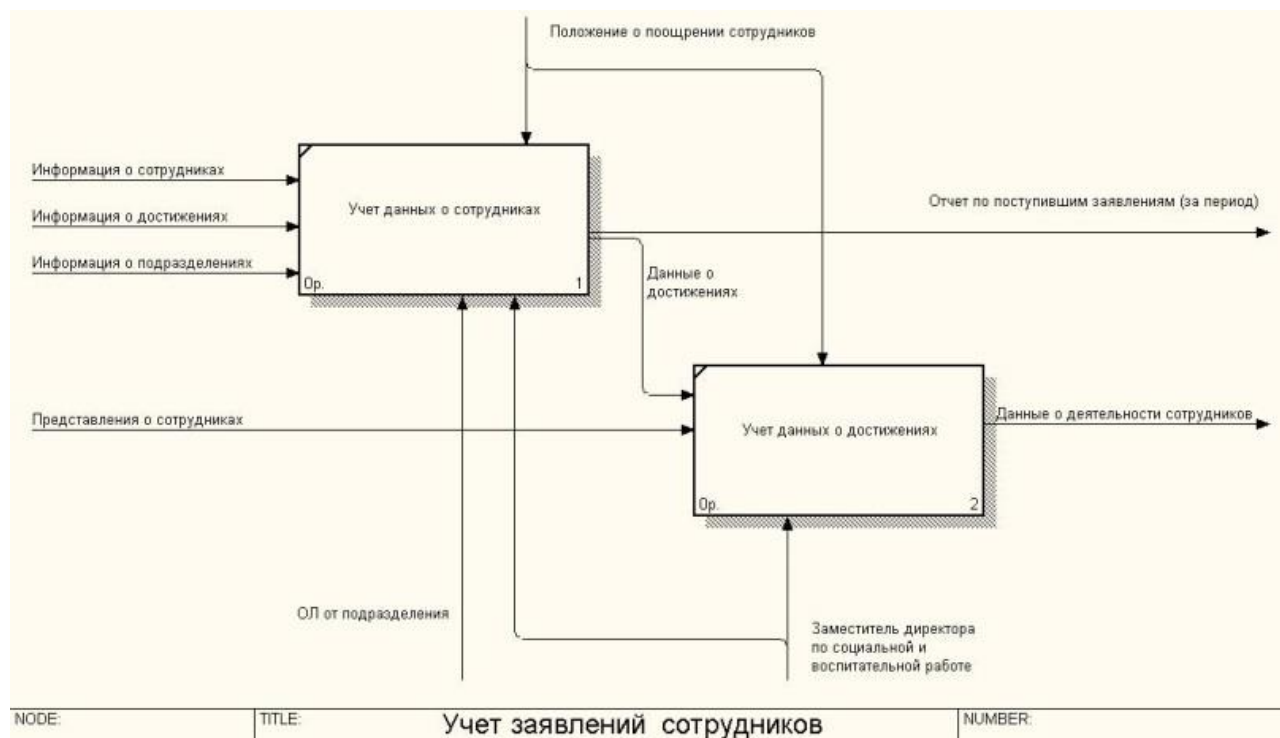 Положение о поощрении сотрудников
Информация о сотрудниках
Учет данных о сотрудниках
Информация о достижениях
Отчет по поступившим заявлениям (за период)
Информация о подразделениях
0р.
1
Данные о
достижениях
Представления о сотрудниках
Данные о деятельности сотрудников
Учет данных о достижениях
0р.
2
ОЛ от подразделения
Заместитель директора
по социальной и
воспитательной работе
NODE:
TITLE:
Учет заявлений сотрудников
NUMBER: